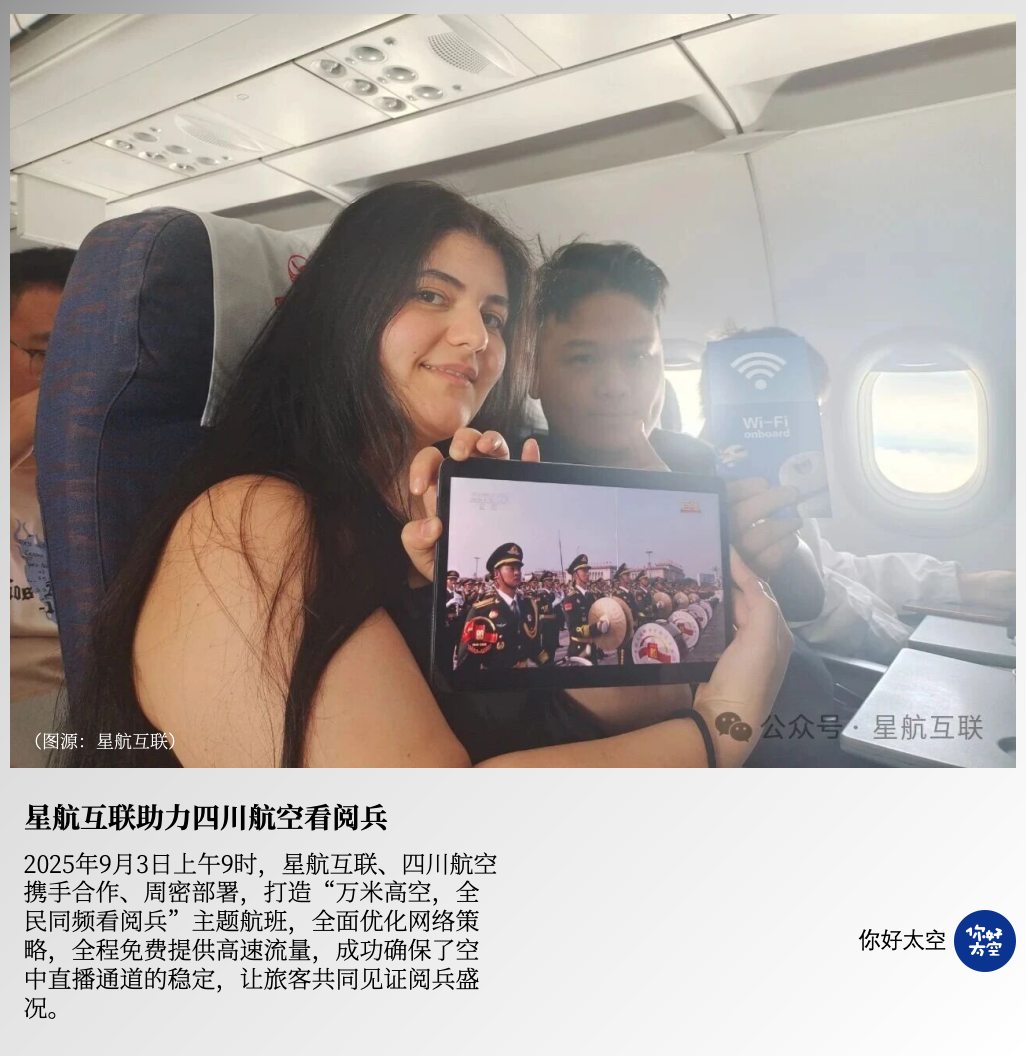 Wi-Fi
onboard
公众号 · 星航互联
（图源：星航互联）
星航互联助力四川航空看阅兵
2025年9月3日上午9时，星航互联、四川航空
携手合作、周密部署，打造“万米高空，全
民同频看阅兵”主题航班，全面优化网络策
略，全程免费提供高速流量，成功确保了空
中直播通道的稳定，让旅客共同见证阅兵盛
况。
你好太空
你好
太空